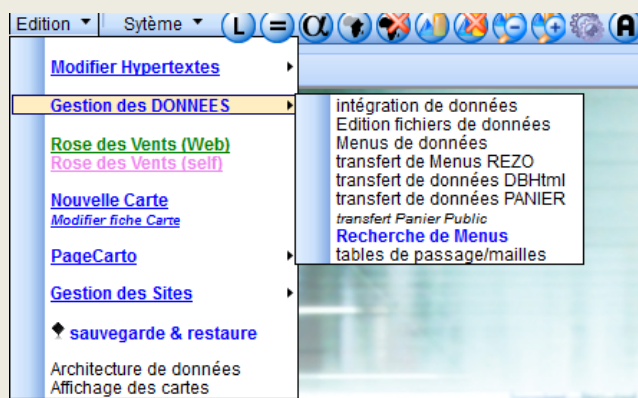 Edition Sytème L = α A
Modifier Hypertextes
Gestion des DONNEES
Rose des Vents (Web)
Rose des Vents (self)
Nouvelle Carte
Modifier fiche Carte
PageCarto
Gestion des Sites
sauvegarde & restaure
Architecture de données
Affichage des cartes
intégration de données
Edition fichiers de données
Menus de données
transfert de Menus REZO
transfert de données DBHtml
transfert de données PANIER
transfert Panier Public
Recherche de Menus
tables de passage/mailles